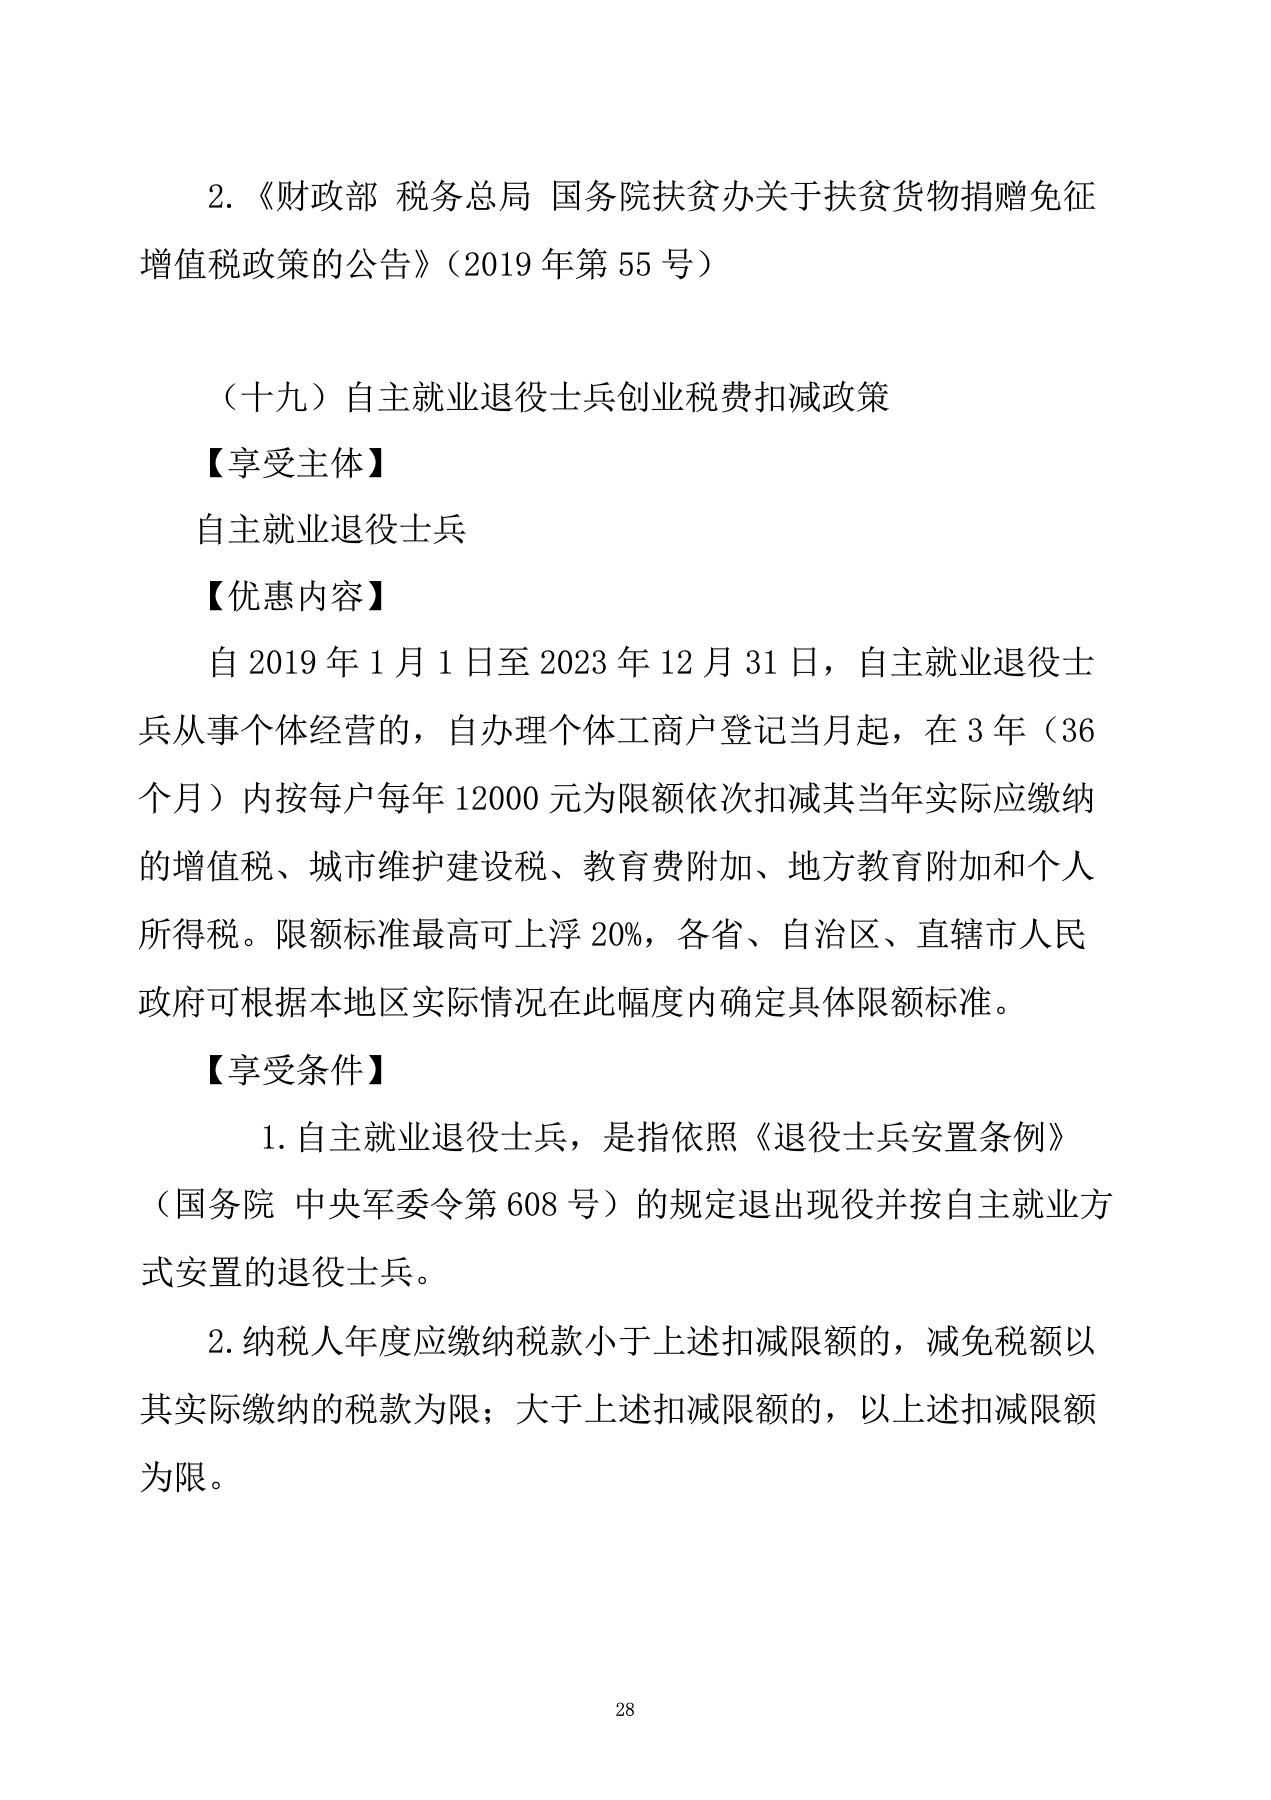 2.《财政部 税务总局 国务院扶贫办关于扶贫货物捐赠免征
增值税政策的公告》（2019 年第 55 号）
（十九）自主就业退役士兵创业税费扣减政策
【享受主体】
自主就业退役士兵
【优惠内容】
自 2019 年 1 月 1 日至 2023 年 12 月 31 日，自主就业退役士
兵从事个体经营的，自办理个体工商户登记当月起，在 3 年（36
个月）内按每户每年 12000 元为限额依次扣减其当年实际应缴纳
的增值税、城市维护建设税、教育费附加、地方教育附加和个人
所得税。限额标准最高可上浮 20%，各省、自治区、直辖市人民
政府可根据本地区实际情况在此幅度内确定具体限额标准。
【享受条件】
1.自主就业退役士兵，是指依照《退役士兵安置条例》
（国务院 中央军委令第 608 号）的规定退出现役并按自主就业方
式安置的退役士兵。
2.纳税人年度应缴纳税款小于上述扣减限额的，减免税额以
其实际缴纳的税款为限；大于上述扣减限额的，以上述扣减限额
为限。
28